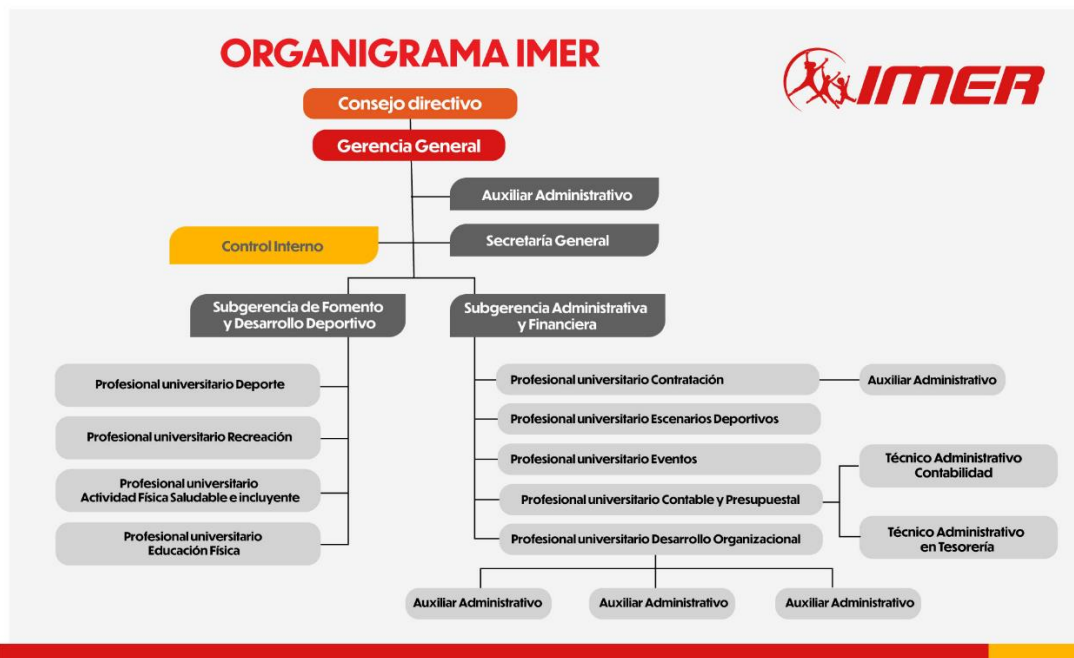 ORGANIGRAMA IMER
IMER
Consejo directivo
Gerencia General
Auxiliar Administrativo
Control Interno
Secretaría General
Subgerencia de Fomento
y Desarrollo Deportivo
Subgerencia Administrativa
y Financiera
Profesional universitario Deporte
Profesional universitario Recreación
Profesional universitario
Actividad Física Saludable e incluyente
Profesional universitario
Educación Física
Profesional universitario Contratación
Auxiliar Administrativo
Profesional universitario Escenarios Deportivos
Profesional universitario Eventos
Profesional universitario Contable y Presupuestal
Técnico Administrativo
Contabilidad
Técnico Administrativo
en Tesorería
Profesional universitario Desarrollo Organizacional
Auxiliar Administrativo
Auxiliar Administrativo
Auxiliar Administrativo